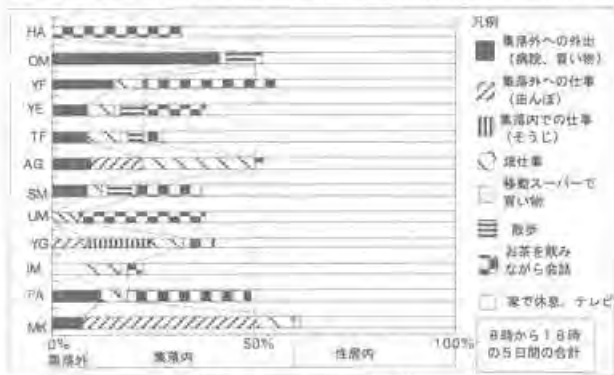 HA
OM
YF
YE
TF
AG
SM
UM
YG
IM
PA
MK
0%
50%
100%
集落外
集落内
住居内
凡例
集落外への外出
(病院、買い物)
集落外への仕事
(田んぼ)
集落内での仕事
(そうじ)
畑仕事
移動スーパーで
買い物
散歩
お茶を飲み
ながら会話
家で休息、テレビ
8時から18時
の5日間の合計